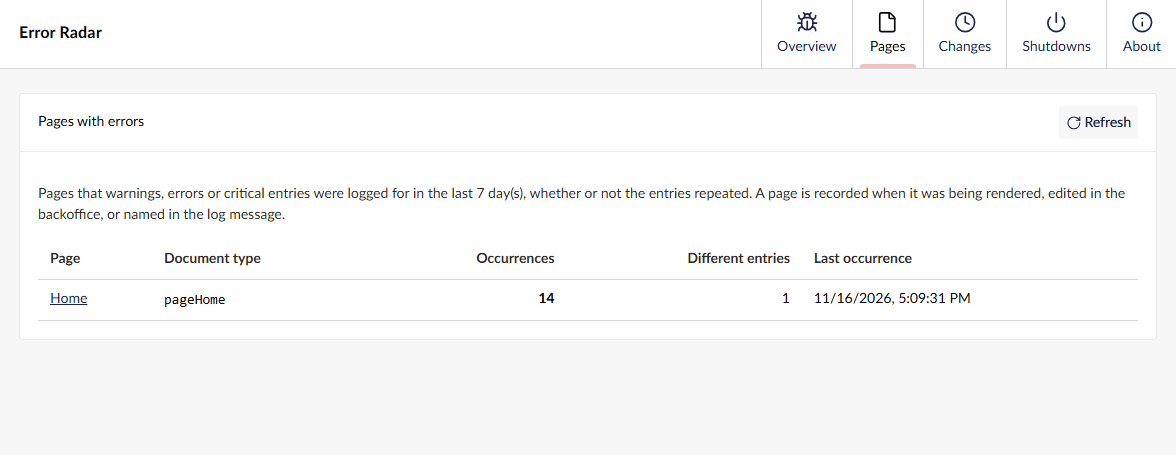 Error Radar
Overview
Pages
Changes
Shutdowns
About
Pages with errors
Refresh
Pages that warnings, errors or critical entries were logged for in the last 7 day(s), whether or not the entries repeated. A page is recorded when it was being rendered, edited in the
backoffice, or named in the log message.
Page Document type Occurrences Different entries Last occurrence
Home pageHome 14 1 11/16/2026, 5:09:31 PM